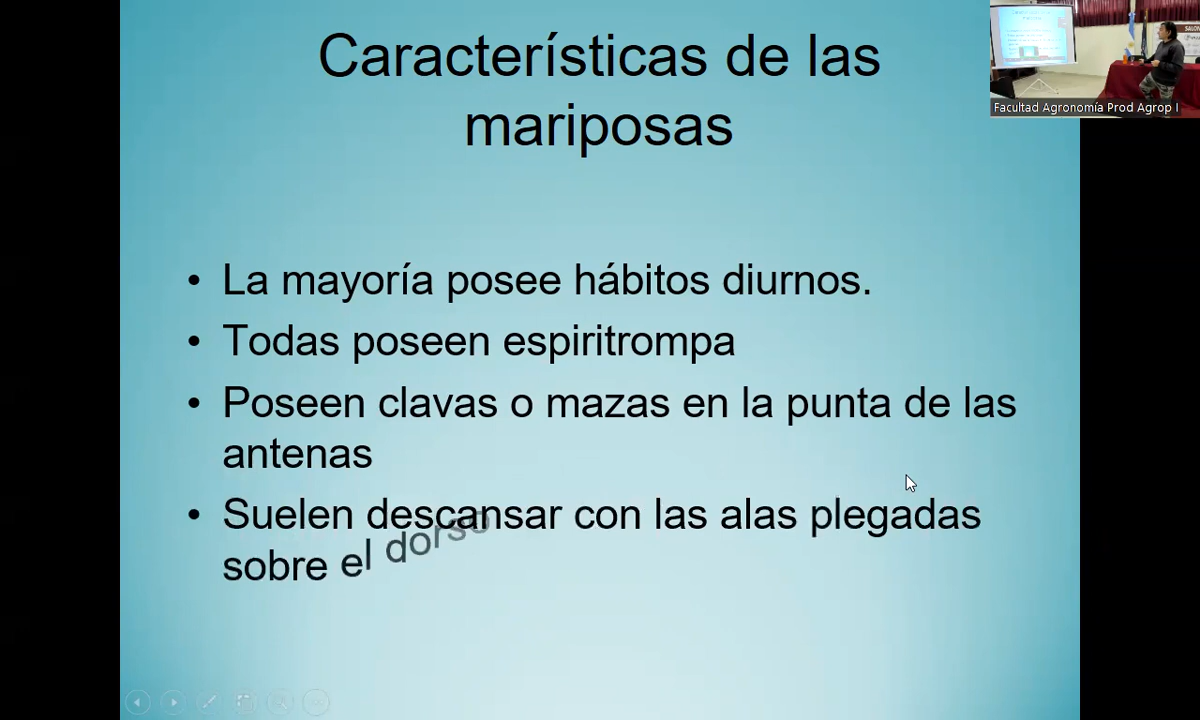 Características de las
mariposas
• La mayoría posee hábitos diurnos.
• Todas poseen espiritrompa
• Poseen clavas o mazas en la punta de las
antenas
• Suelen descansar con las alas plegadas
sobre el dorso
Facultad Agronomía Prod Agrop I